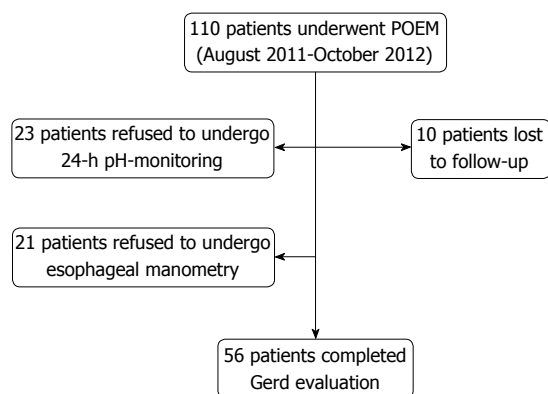 110 patients underwent POEM
(August 2011-October 2012)
23 patients refused to undergo
24-h pH-monitoring
10 patients lost
to follow-up
21 patients refused to undergo
esophageal manometry
56 patients completed
Gerd evaluation